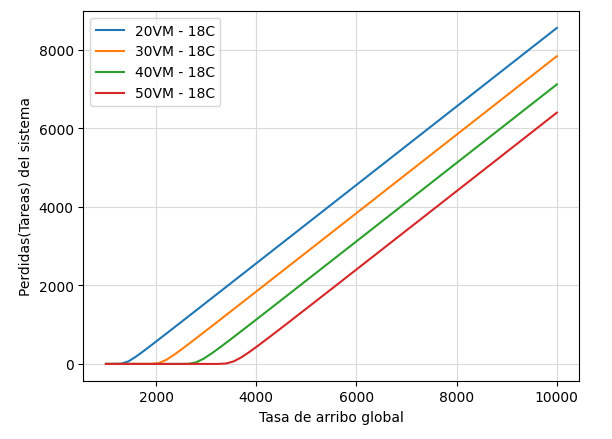 20VM - 18C
30VM - 18C
40VM - 18C
50VM - 18C
8000
6000
4000
2000
0
Perdidas(Tareas) del sistema
2000 4000 6000 8000 10000
Tasa de arribo global